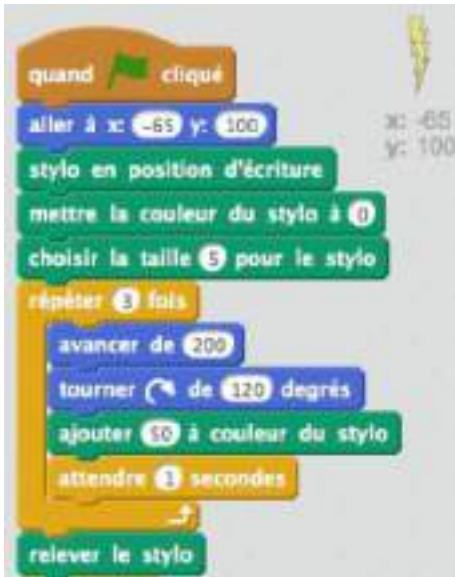 quand cliqué
aller à x: -65 y: 100
stylo en position d'écriture
mettre la couleur du stylo à 0
choisir la taille 5 pour le stylo
répéter 3 fois
avancer de 200
tourner de 120 degrés
ajouter 50 à couleur du stylo
attendre 1 secondes
relever le stylo
x: -65
y: 100